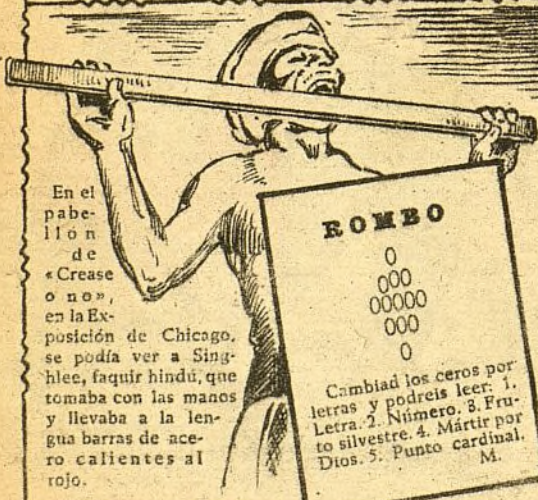 En el
pabe-
llón
de
«Crease
o no»,
en la Ex-
posición de Chicago,
se podía ver a Sing-
hlee, faquir hindú, que
tomaba con las manos
y llevaba a la len-
gua barras de ace-
ro calientes al
rojo.
ROMBO
0
000
00000
000
0
Cambiad los ceros por
letras y podreis leer: 1.
Letra. 2. Número. 3. Fru-
to silvestre. 4. Mártir por
Dios. 5. Punto cardinal.
M.